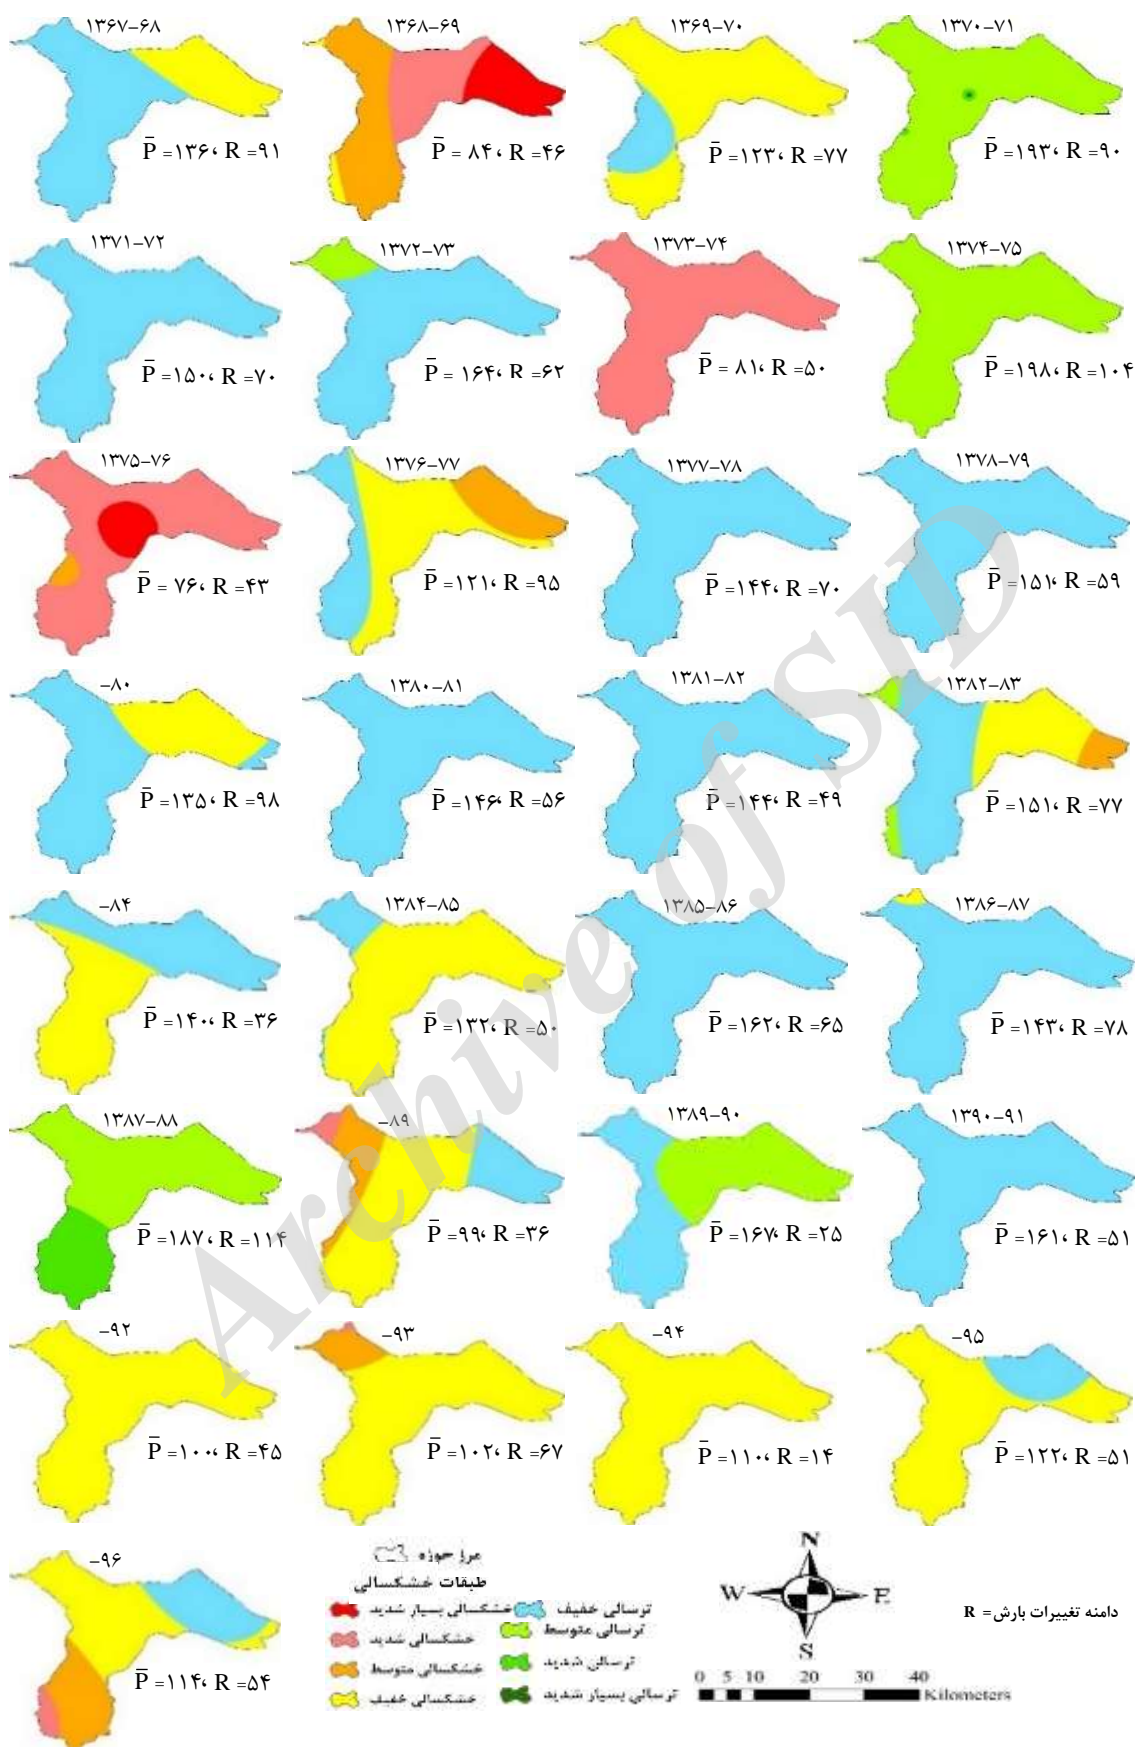 ۱۳۶۷-۶۸
۱۳۶۸-۶۹
۱۳۶۹-۷۰
۱۳۷۰-۷۱
P̄ =۱۳۶، R =۹۱
P̄ = ۸۴، R =۴۶
P̄ =۱۲۳، R =۷۷
P̄ =۱۹۳، R =۹۰
۱۳۷۱-۷۲
۱۳۷۲-۷۳
۱۳۷۳-۷۴
۱۳۷۴-۷۵
P̄ =۱۵۰، R =۷۰
P̄ = ۱۶۴، R =۶۲
P̄ = ۸۱، R =۵۰
P̄ =۱۹۸، R =۱۰۴
۱۳۷۵-۷۶
۱۳۷۶-۷۷
۱۳۷۷-۷۸
۱۳۷۸-۷۹
P̄ = ۷۶، R =۴۳
P̄ =۱۲۱، R =۹۵
P̄ =۱۴۴، R =۷۰
P̄ =۱۵۱، R =۵۹
-۸۰
۱۳۸۰-۸۱
۱۳۸۱-۸۲
۱۳۸۲-۸۳
P̄ =۱۳۵، R =۹۸
P̄ =۱۴۶، R =۵۶
P̄ =۱۴۴، R =۴۹
P̄ =۱۵۱، R =۷۷
-۸۴
۱۳۸۴-۸۵
۱۳۸۵-۸۶
۱۳۸۶-۸۷
P̄ =۱۴۰، R =۳۶
P̄ =۱۳۲، R =۵۰
P̄ =۱۶۲، R =۶۵
P̄ =۱۴۳، R =۷۸
۱۳۸۷-۸۸
-۸۹
۱۳۸۹-۹۰
۱۳۹۰-۹۱
P̄ =۱۸۷، R =۱۱۴
P̄ =۹۹، R =۳۶
P̄ =۱۶۷، R =۲۵
P̄ =۱۶۱، R =۵۱
-۹۲
-۹۳
-۹۴
-۹۵
P̄ =۱۰۰، R =۴۵
P̄ =۱۰۲، R =۶۷
P̄ =۱۱۰، R =۱۴
P̄ =۱۲۲، R =۵۱
-۹۶
P̄ =۱۱۴، R =۵۴
مرز حوزه
طبقات خشکسالی
خشکسالی بسیار شدید
ترسالی خفیف
خشکسالی شدید
ترسالی متوسط
خشکسالی متوسط
ترسالی شدید
خشکسالی خفیف
ترسالی بسیار شدید
N
W E
S
0 5 10 20 30 40
Kilometers
دامنه تغییرات بارش= R
Archive of SID